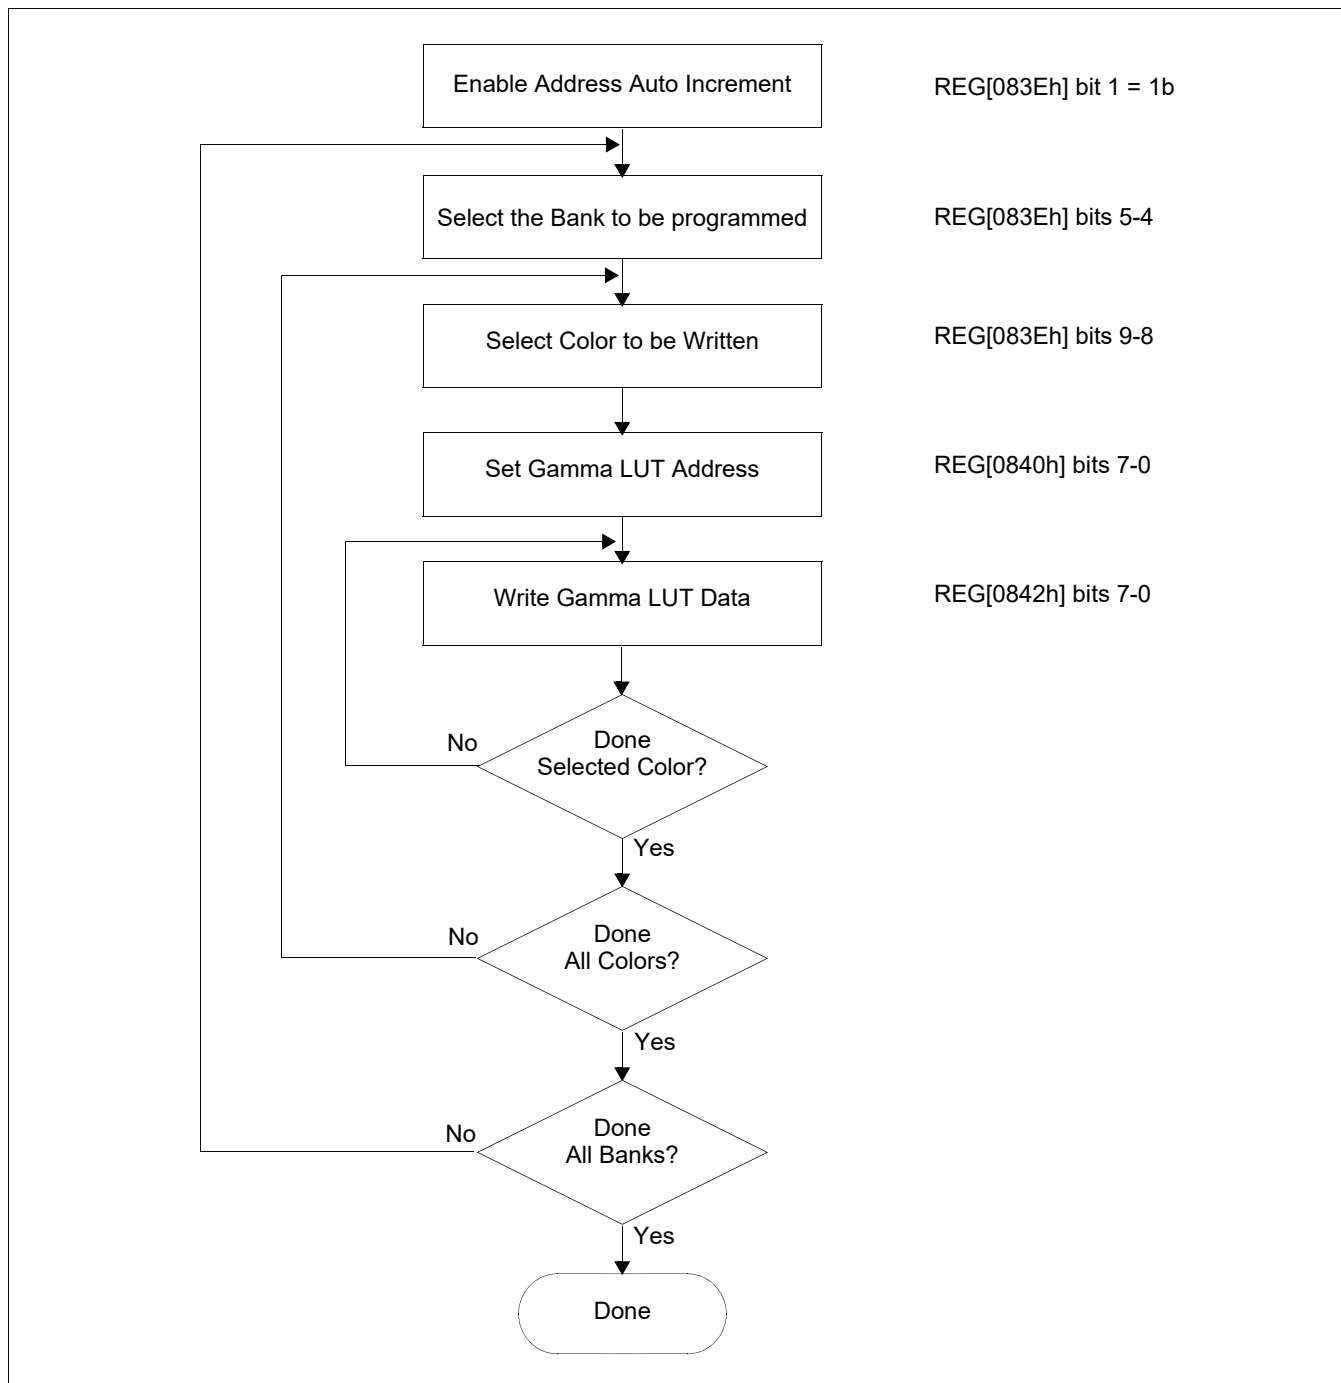 Enable Address Auto Increment
REG[083Eh] bit 1 = 1b
Select the Bank to be programmed
REG[083Eh] bits 5-4
Select Color to be Written
REG[083Eh] bits 9-8
Set Gamma LUT Address
REG[0840h] bits 7-0
Write Gamma LUT Data
REG[0842h] bits 7-0
No
Done
Selected Color?
Yes
No
Done
All Colors?
Yes
No
Done
All Banks?
Yes
Done